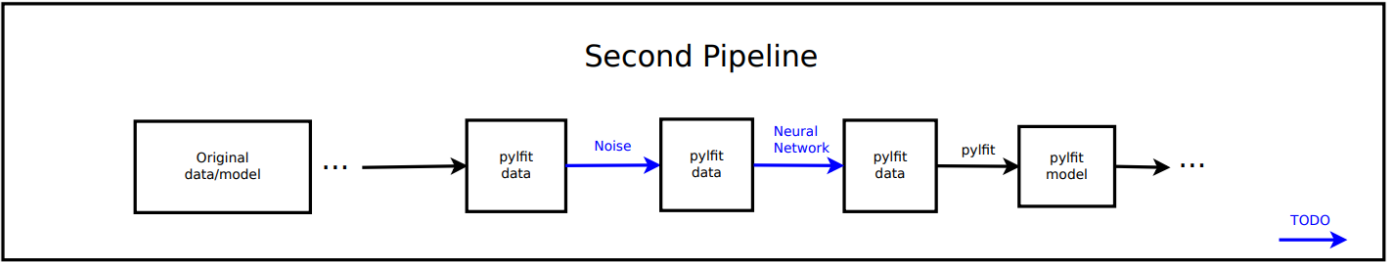 Second Pipeline
Original
data/model
...
pylfit
data
Noise
pylfit
data
Neural
Network
pylfit
data
pylfit
pylfit
model
...
TODO